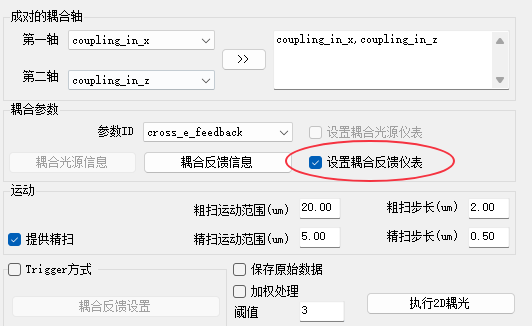 成对的耦合轴
第一轴 coupling_in_x
coupling_in_x,coupling_in_z
>>
第二轴 coupling_in_z
耦合参数
参数ID cross_e_feedback 设置耦合光源仪表
耦合光源信息 耦合反馈信息 设置耦合反馈仪表
运动
粗扫运动范围(um) 20.00 粗扫步长(um) 2.00
提供精扫 精扫运动范围(um) 5.00 精扫步长(um) 0.50
Trigger方式 保存原始数据
加权处理
耦合反馈设置 阈值 3 执行2D耦光